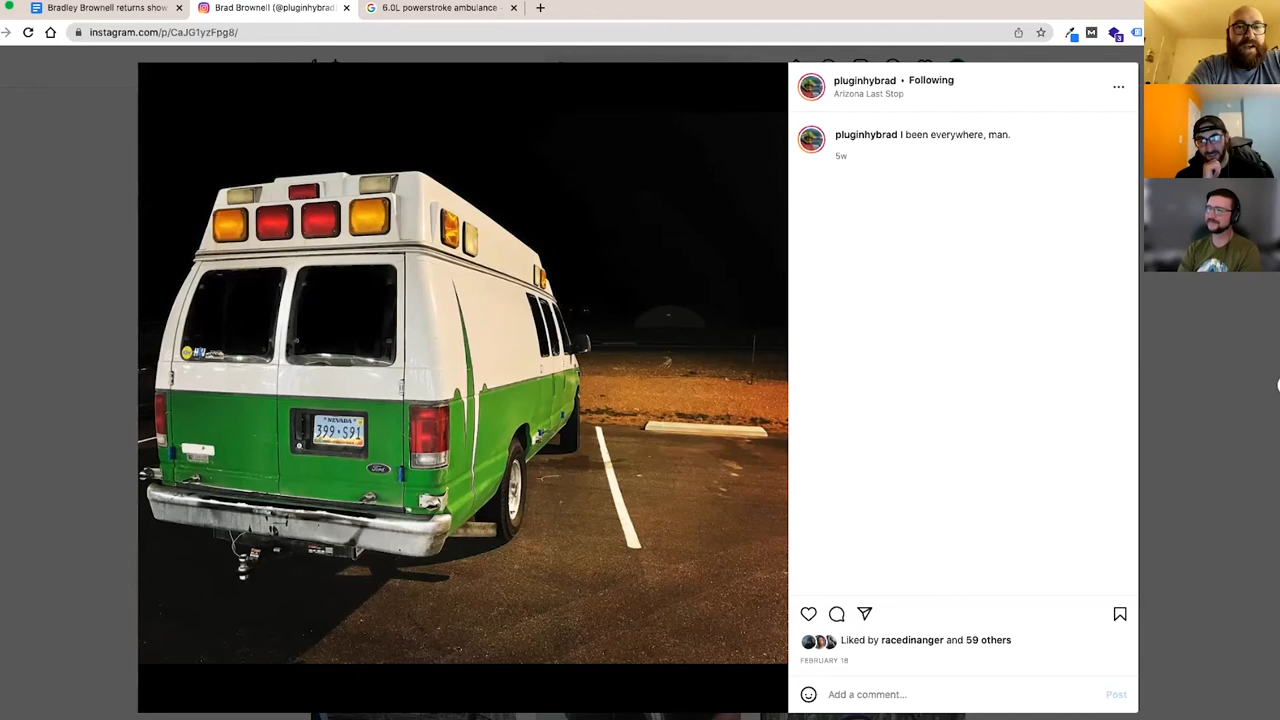 Bradley Brownell returns show
Brad Brownell (@pluginhybrad)
6.0L powerstroke ambulance -
instagram.com/p/CaJG1yzFpg8/
3
pluginhybrad • Following
Arizona Last Stop
pluginhybrad I been everywhere, man.
5w
NEVADA
399·S91
Ford
Liked by racedinanger and 59 others
FEBRUARY 18
Add a comment...
Post